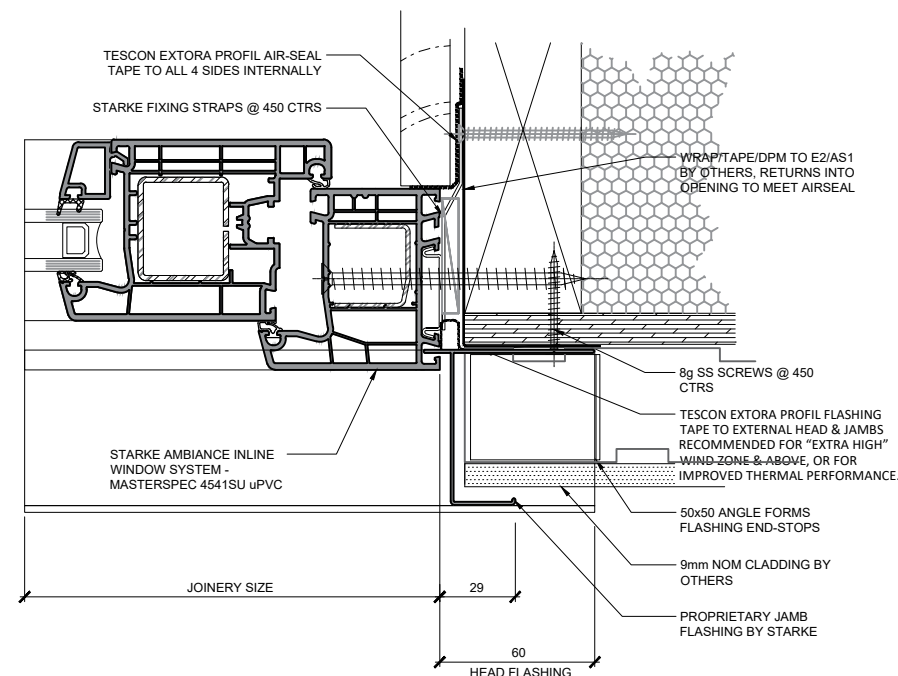 TESCON EXTORA PROFIL AIR-SEAL
TAPE TO ALL 4 SIDES INTERNALLY
STARKE FIXING STRAPS @ 450 CTRS
WRAP/TAPE/DPM TO E2/AS1
BY OTHERS, RETURNS INTO
OPENING TO MEET AIRSEAL
8g SS SCREWS @ 450
CTRS
TESCON EXTORA PROFIL FLASHING
TAPE TO EXTERNAL HEAD & JAMBS
RECOMMENDED FOR “EXTRA HIGH”
WIND ZONE & ABOVE, OR FOR
IMPROVED THERMAL PERFORMANCE.
STARKE AMBIANCE INLINE
WINDOW SYSTEM -
MASTERSPEC 4541SU uPVC
50x50 ANGLE FORMS
FLASHING END-STOPS
9mm NOM CLADDING BY
OTHERS
PROPRIETARY JAMB
FLASHING BY STARKE
JOINERY SIZE
29
60
HEAD FLASHING